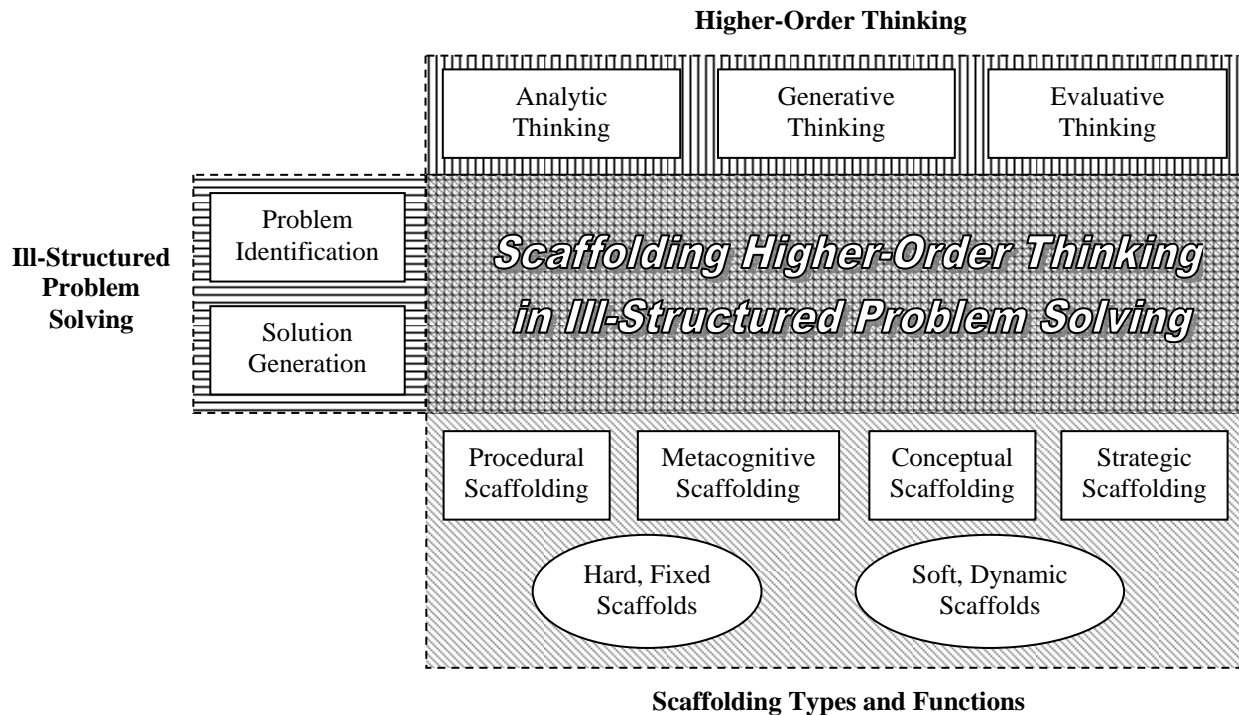 Higher-Order Thinking
Analytic
Thinking
Generative
Thinking
Evaluative
Thinking
Ill-Structured
Problem
Solving
Problem
Identification
Solution
Generation
Scaffolding Higher-Order Thinking
in Ill-Structured Problem Solving
Procedural
Scaffolding
Metacognitive
Scaffolding
Conceptual
Scaffolding
Strategic
Scaffolding
Hard, Fixed
Scaffolds
Soft, Dynamic
Scaffolds
Scaffolding Types and Functions